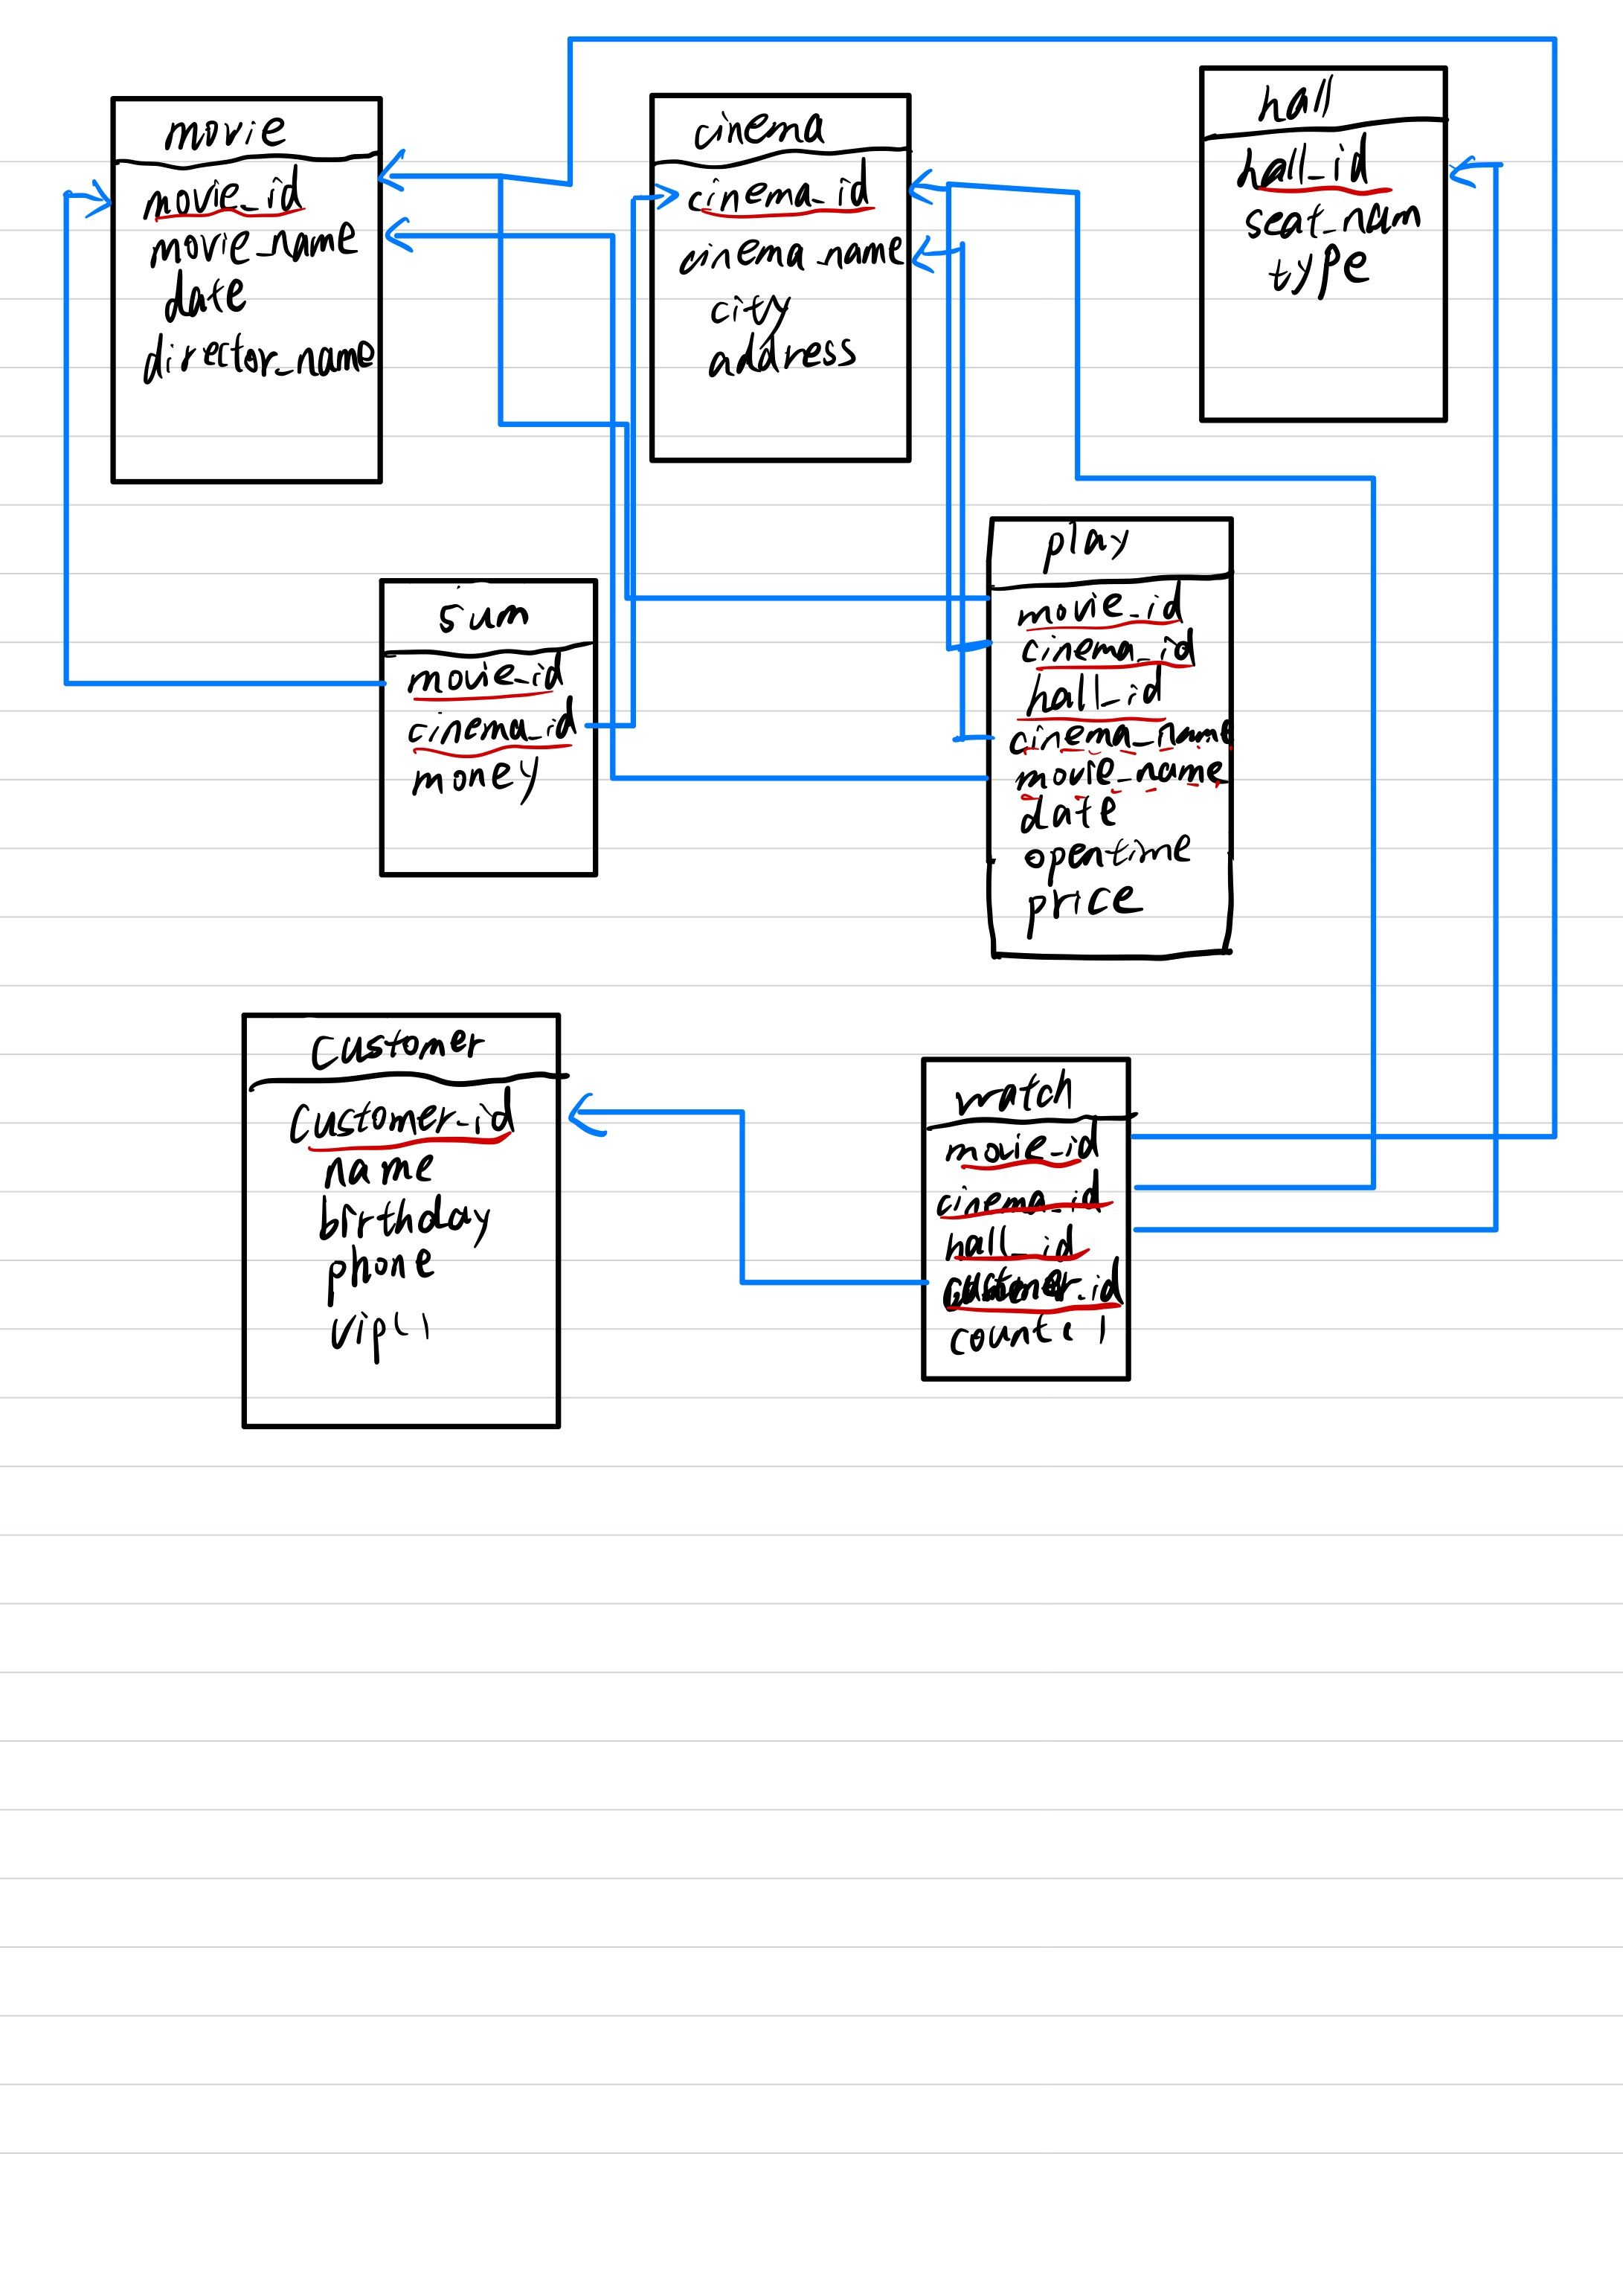 movie
movie_id
movie_name
date
director_name
cinema
cinema_id
cinema_name
city
address
hall
hall_id
seat_num
type
sum
movie_id
cinema_id
money
play
movie_id
cinema_id
hall_id
cinema_name
movie_name
date
opentime
price
customer
customer_id
name
birthday
phone
vip()
watch
movie_id
cinema_id
hall_id
customer_id
count()